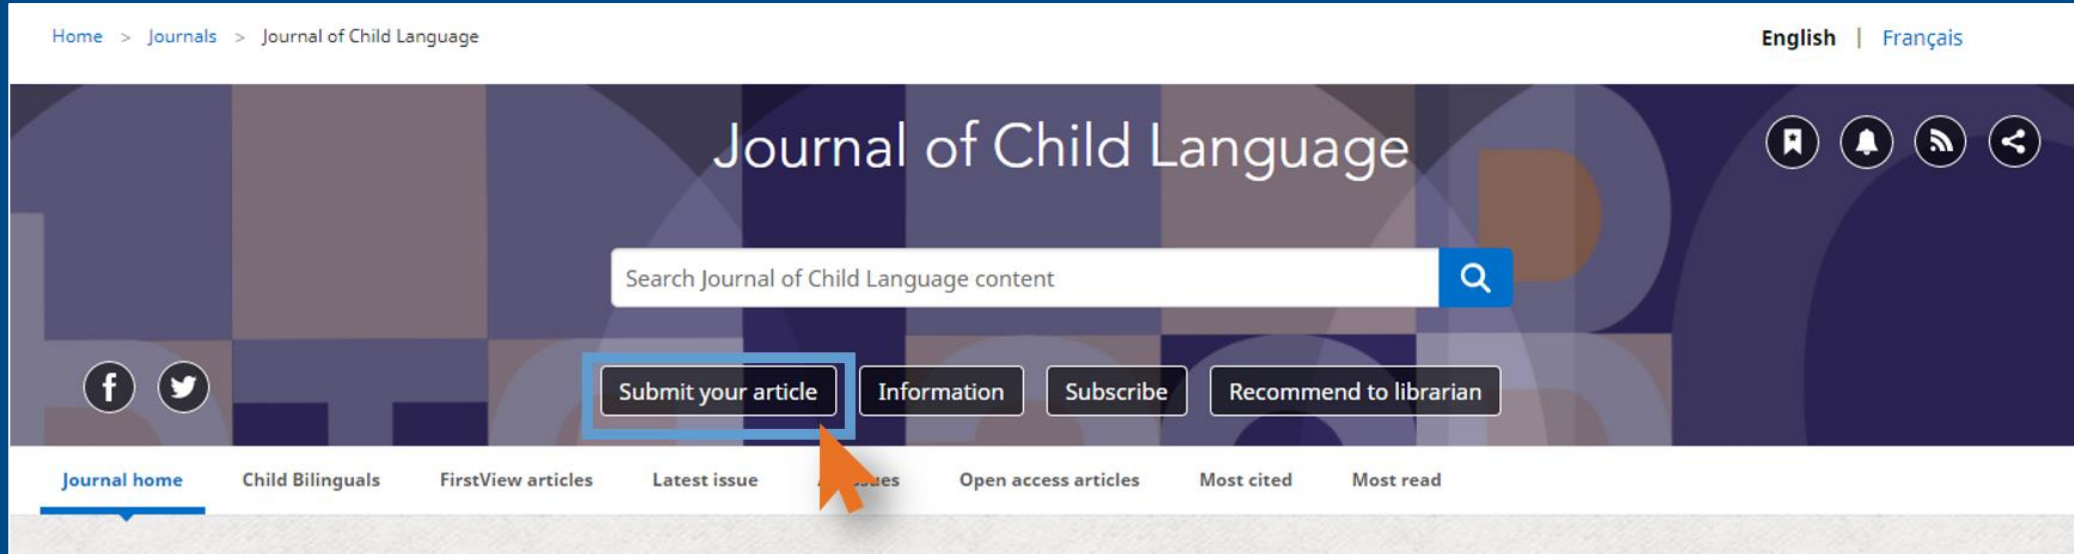 Home > Journals > Journal of Child Language
English | Français
Journal of Child Language
Search Journal of Child Language content
Submit your article
Information
Subscribe
Recommend to librarian
Journal home
Child Bilinguals
FirstView articles
Latest issue
Open access articles
Most cited
Most read